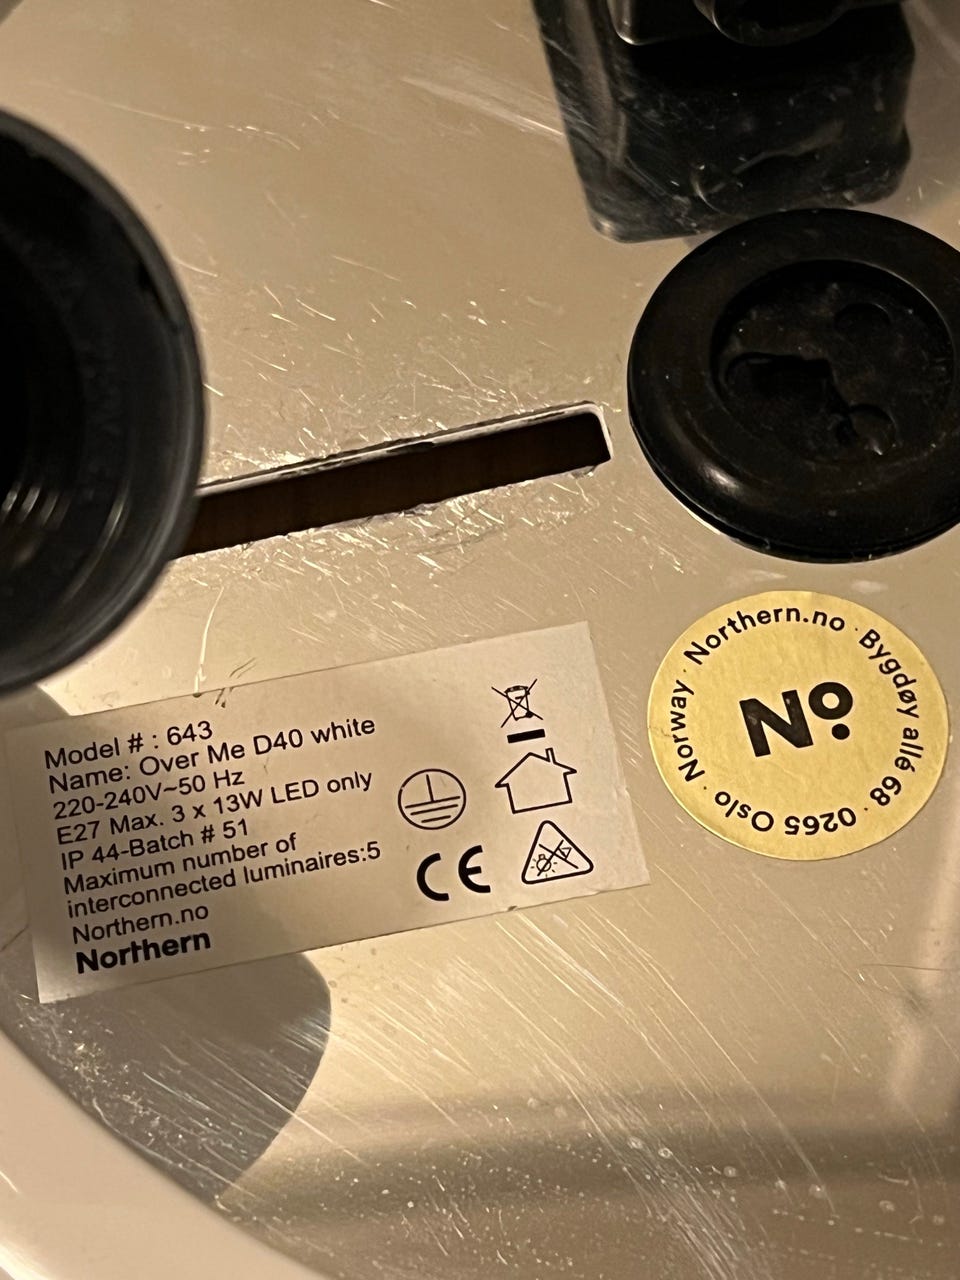 Model # : 643
Name: Over Me D40 white
220-240V~50 Hz
E27 Max. 3 x 13W LED only
IP 44-Batch # 51
Maximum number of
interconnected luminaires:5
Northern.no
Northern
CE
Northern.no · Bygdøy allé 68 · 0265 Oslo · Norway ·
No